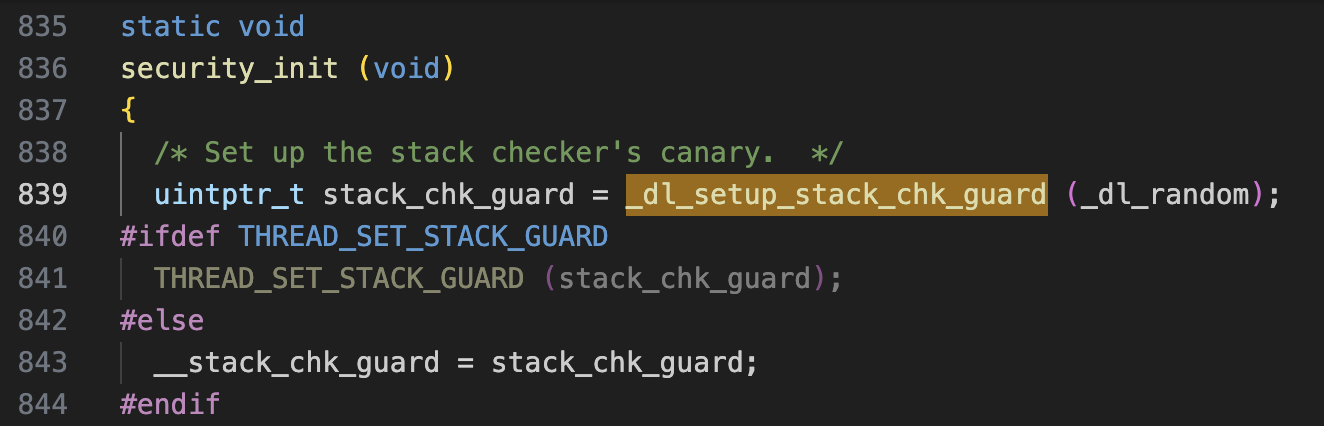 835 static void
836 security_init (void)
837 {
838   /* Set up the stack checker's canary.  */
839   uintptr_t stack_chk_guard = _dl_setup_stack_chk_guard (_dl_random);
840 #ifdef THREAD_SET_STACK_GUARD
841   THREAD_SET_STACK_GUARD (stack_chk_guard);
842 #else
843   __stack_chk_guard = stack_chk_guard;
844 #endif